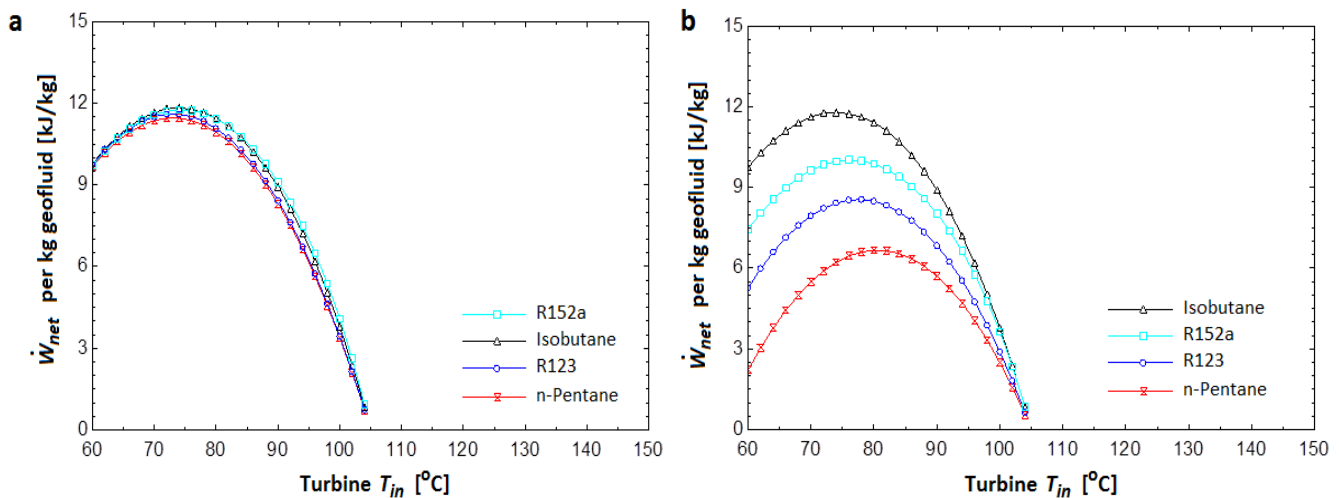 a
15
12
9
6
3
0
Ẇnet per kg geofluid [kJ/kg]
R152a
Isobutane
R123
n-Pentane
60 70 80 90 100 110 120 130 140 150
Turbine Tin [°C]
b
15
12
9
6
3
0
Ẇnet per kg geofluid [kJ/kg]
Isobutane
R152a
R123
n-Pentane
60 70 80 90 100 110 120 130 140 150
Turbine Tin [°C]